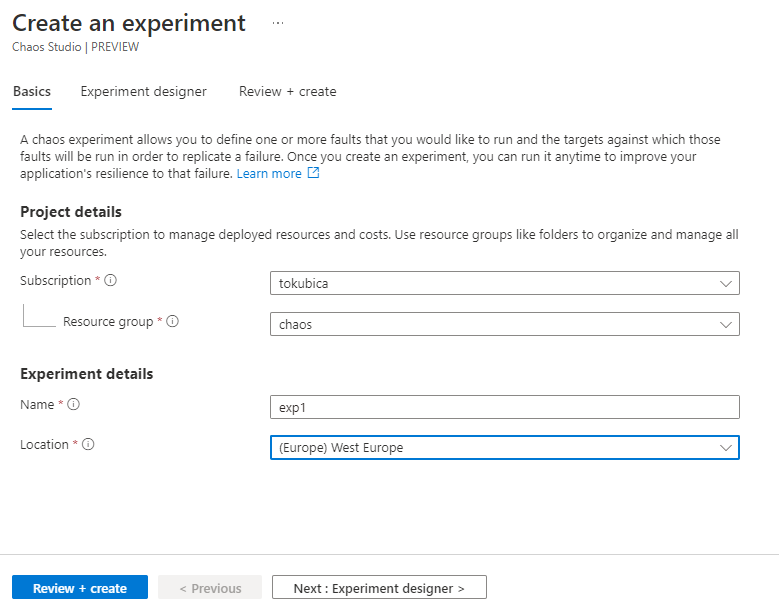 Create an experiment ...
Chaos Studio | PREVIEW
Basics Experiment designer Review + create
A chaos experiment allows you to define one or more faults that you would like to run and the targets against which those
faults will be run in order to replicate a failure. Once you create an experiment, you can run it anytime to improve your
application's resilience to that failure. Learn more
Project details
Select the subscription to manage deployed resources and costs. Use resource groups like folders to organize and manage all
your resources.
Subscription * tokubica
Resource group * chaos
Experiment details
Name * exp1
Location * (Europe) West Europe
Review + create < Previous Next : Experiment designer >